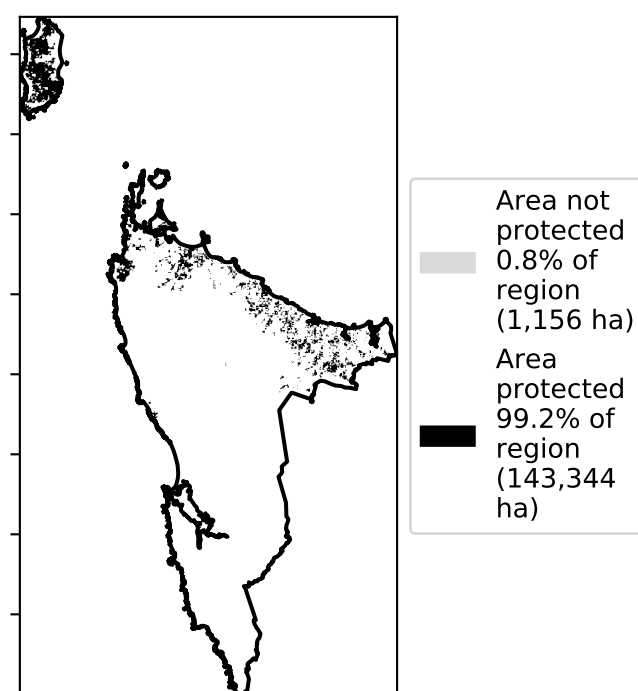 Area not
protected
0.8% of
region
(1,156 ha)
Area
protected
99.2% of
region
(143,344
ha)